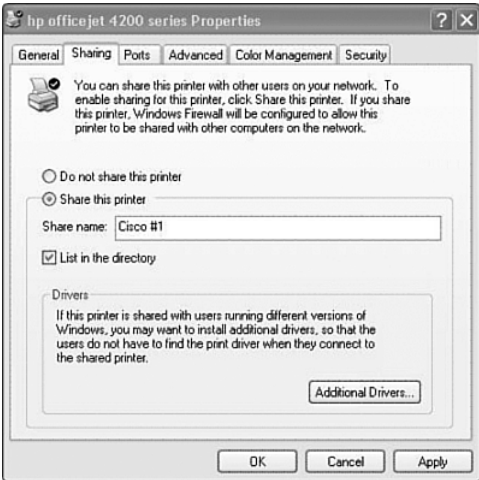 hp officejet 4200 series Properties
General Sharing Ports Advanced Color Management Security
You can share this printer with other users on your network. To
enable sharing for this printer, click Share this printer. If you share
this printer, Windows Firewall will be configured to allow this
printer to be shared with other computers on the network.
Do not share this printer
Share this printer
Share name: Cisco #1
List in the directory
Drivers
If this printer is shared with users running different versions of
Windows, you may want to install additional drivers, so that the
users do not have to find the print driver when they connect to
the shared printer.
Additional Drivers...
OK Cancel Apply